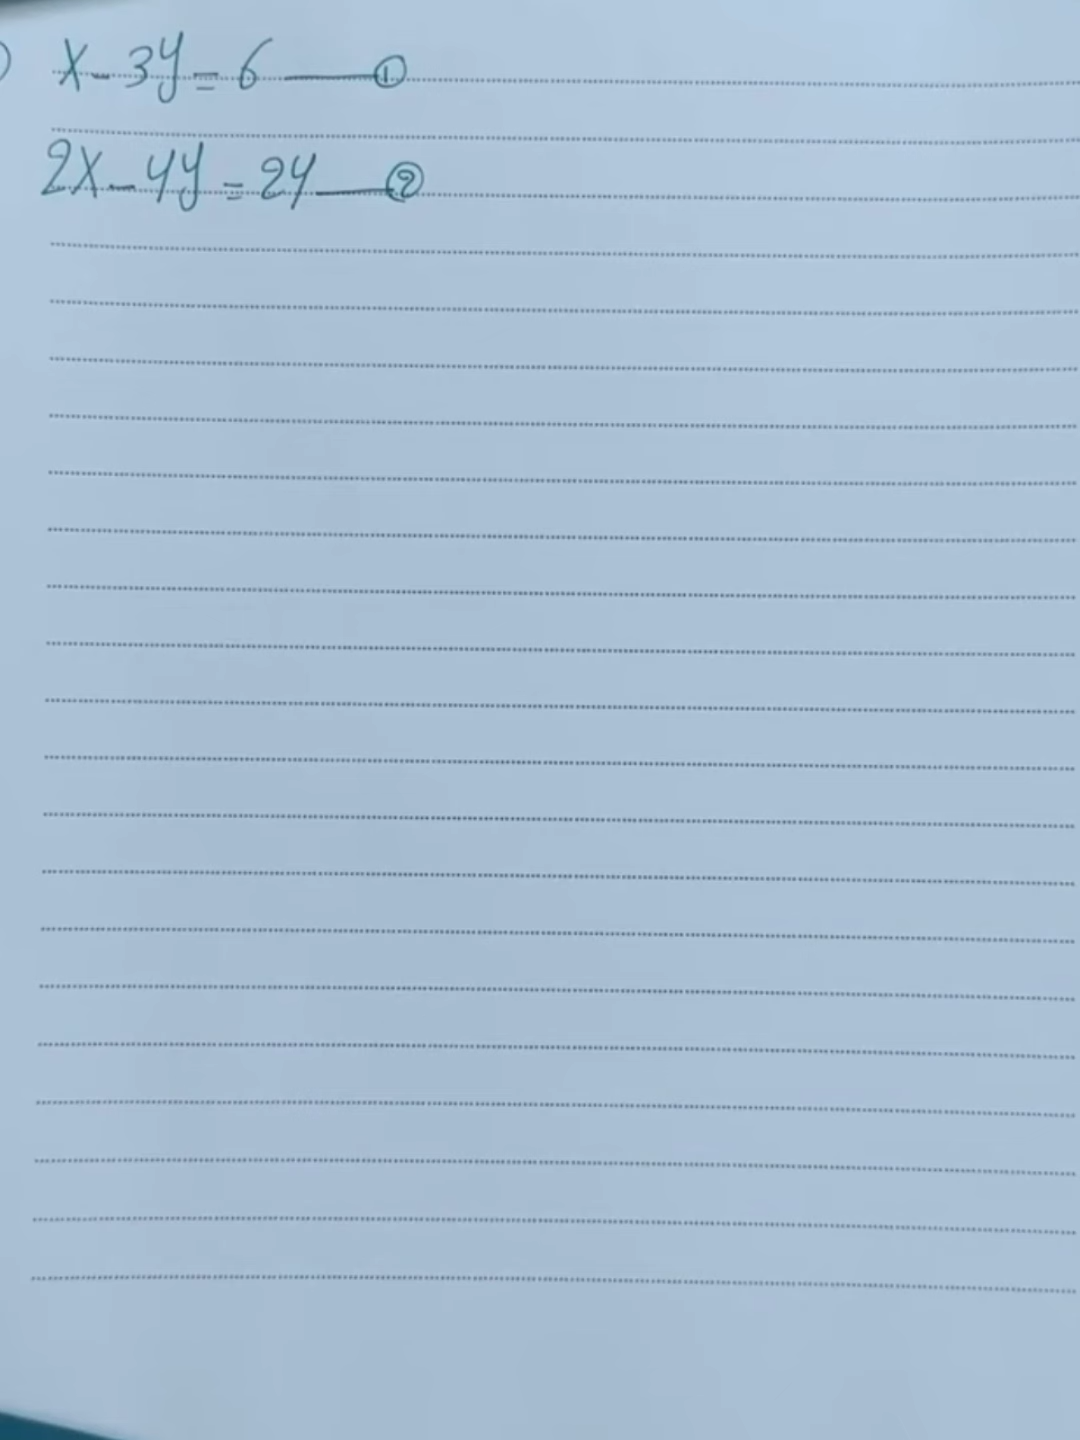 ) x - 3y = 6 —— ①
2x - 4y = 24 —— ②